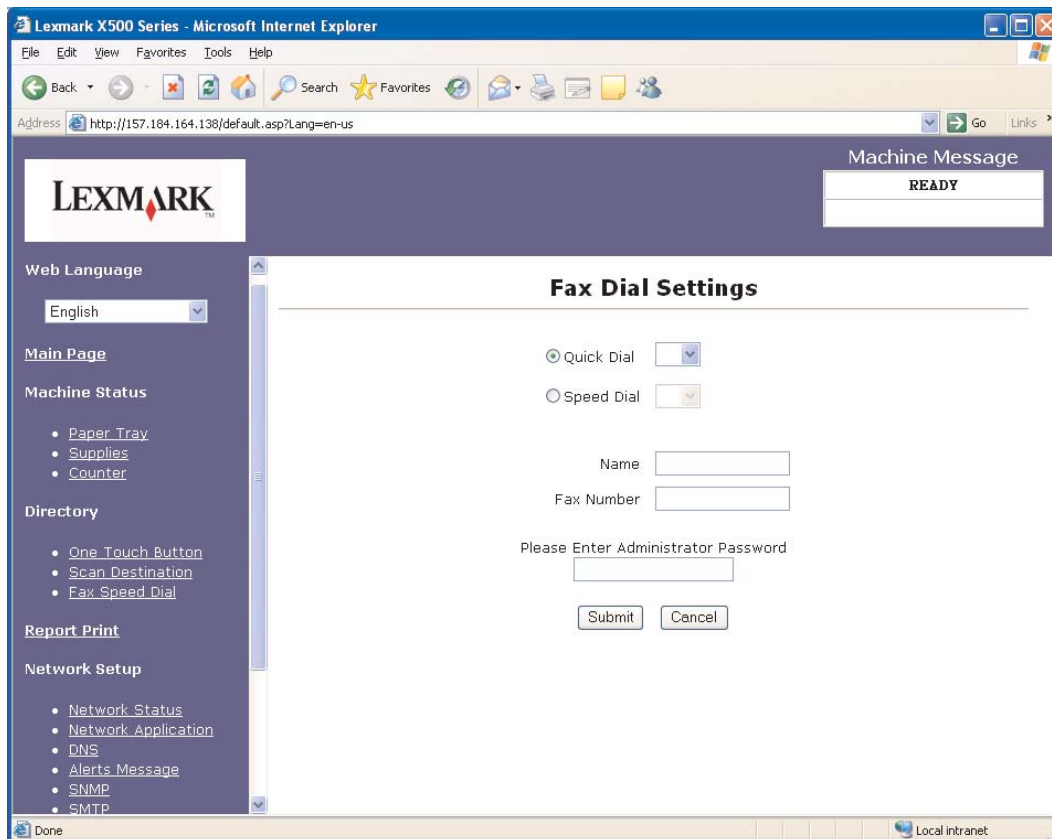 Lexmark X500 Series - Microsoft Internet Explorer
File Edit View Favorites Tools Help
Back Search Favorites
Address http://157.184.164.138/default.asp?Lang=en-us Go Links »
LEXMARK™
Machine Message
READY
Web Language
English
Main Page
Machine Status
• Paper Tray
• Supplies
• Counter
Directory
• One Touch Button
• Scan Destination
• Fax Speed Dial
Report Print
Network Setup
• Network Status
• Network Application
• DNS
• Alerts Message
• SNMP
• SMTP
Fax Dial Settings
Quick Dial
Speed Dial
Name
Fax Number
Please Enter Administrator Password
Submit Cancel
Done Local intranet